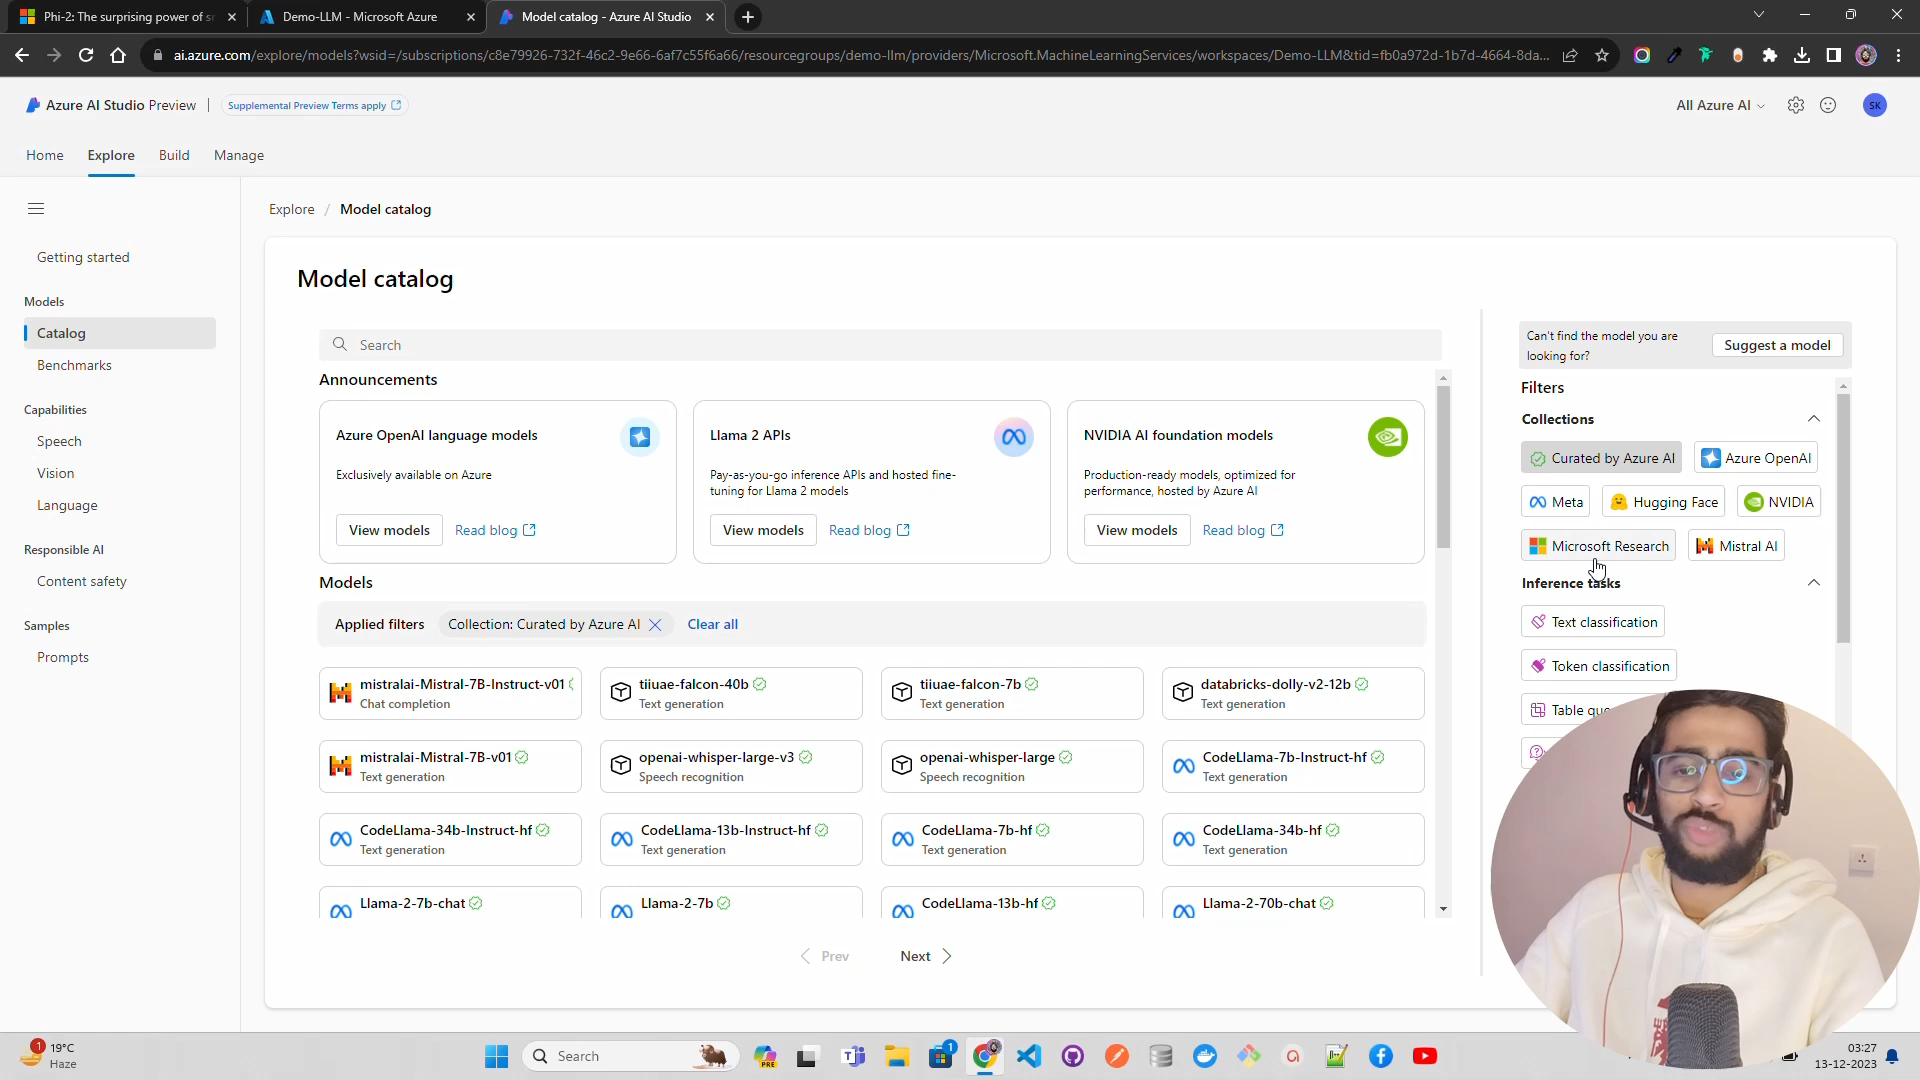 Phi-2: The surprising power of s
Demo-LLM - Microsoft Azure
Model catalog - Azure AI Studio
ai.azure.com/explore/models?wsid=/subscriptions/c8e79926-732f-46c2-9e66-6af7c55f6a66/resourcegroups/demo-llm/providers/Microsoft.MachineLearningServices/workspaces/Demo-LLM&tid=fb0a972d-1b7d-4664-8da...
Azure AI Studio Preview | Supplemental Preview Terms apply
All Azure AI
SK
Home
Explore
Build
Manage
Explore / Model catalog
Getting started
Models
Catalog
Benchmarks
Capabilities
Speech
Vision
Language
Responsible AI
Content safety
Samples
Prompts
Model catalog
Search
Announcements
Azure OpenAI language models
Exclusively available on Azure
View models
Read blog
Llama 2 APIs
Pay-as-you-go inference APIs and hosted fine-
tuning for Llama 2 models
View models
Read blog
NVIDIA AI foundation models
Production-ready models, optimized for
performance, hosted by Azure AI
View models
Read blog
Models
Applied filters
Collection: Curated by Azure AI
Clear all
mistralai-Mistral-7B-Instruct-v01
Chat completion
tiiuae-falcon-40b
Text generation
tiiuae-falcon-7b
Text generation
databricks-dolly-v2-12b
Text generation
mistralai-Mistral-7B-v01
Text generation
openai-whisper-large-v3
Speech recognition
openai-whisper-large
Speech recognition
CodeLlama-7b-Instruct-hf
Text generation
CodeLlama-34b-Instruct-hf
Text generation
CodeLlama-13b-Instruct-hf
Text generation
CodeLlama-7b-hf
Text generation
CodeLlama-34b-hf
Text generation
Llama-2-7b-chat
Llama-2-7b
CodeLlama-13b-hf
Llama-2-70b-chat
Prev
Next
Can't find the model you are
looking for?
Suggest a model
Filters
Collections
Curated by Azure AI
Azure OpenAI
Meta
Hugging Face
NVIDIA
Microsoft Research
Mistral AI
Inference tasks
Text classification
Token classification
Table que
1
19°C
Haze
Search
PRE
1
03:27
13-12-2023